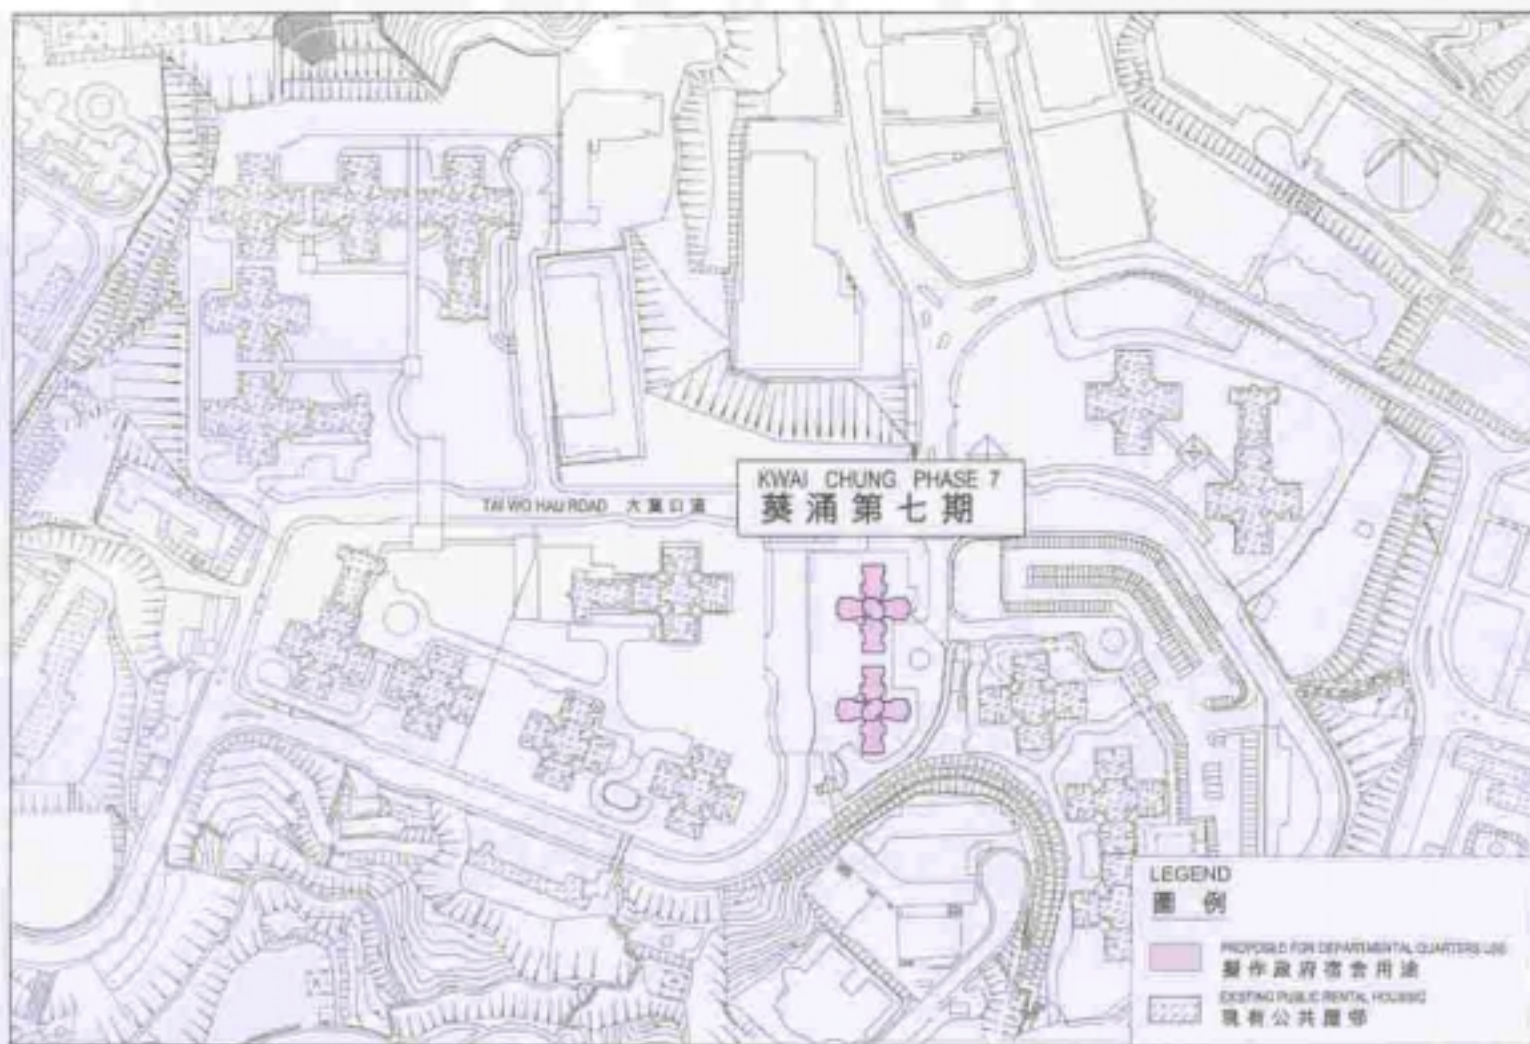 KWAI CHUNG PHASE 7
葵涌第七期
TAI WO HAU ROAD 大窩口道
LEGEND
圖例
PROPOSED FOR DEPARTMENTAL QUARTERS USE
擬作政府宿舍用途
EXISTING PUBLIC RENTAL HOUSING
現有公共屋邨